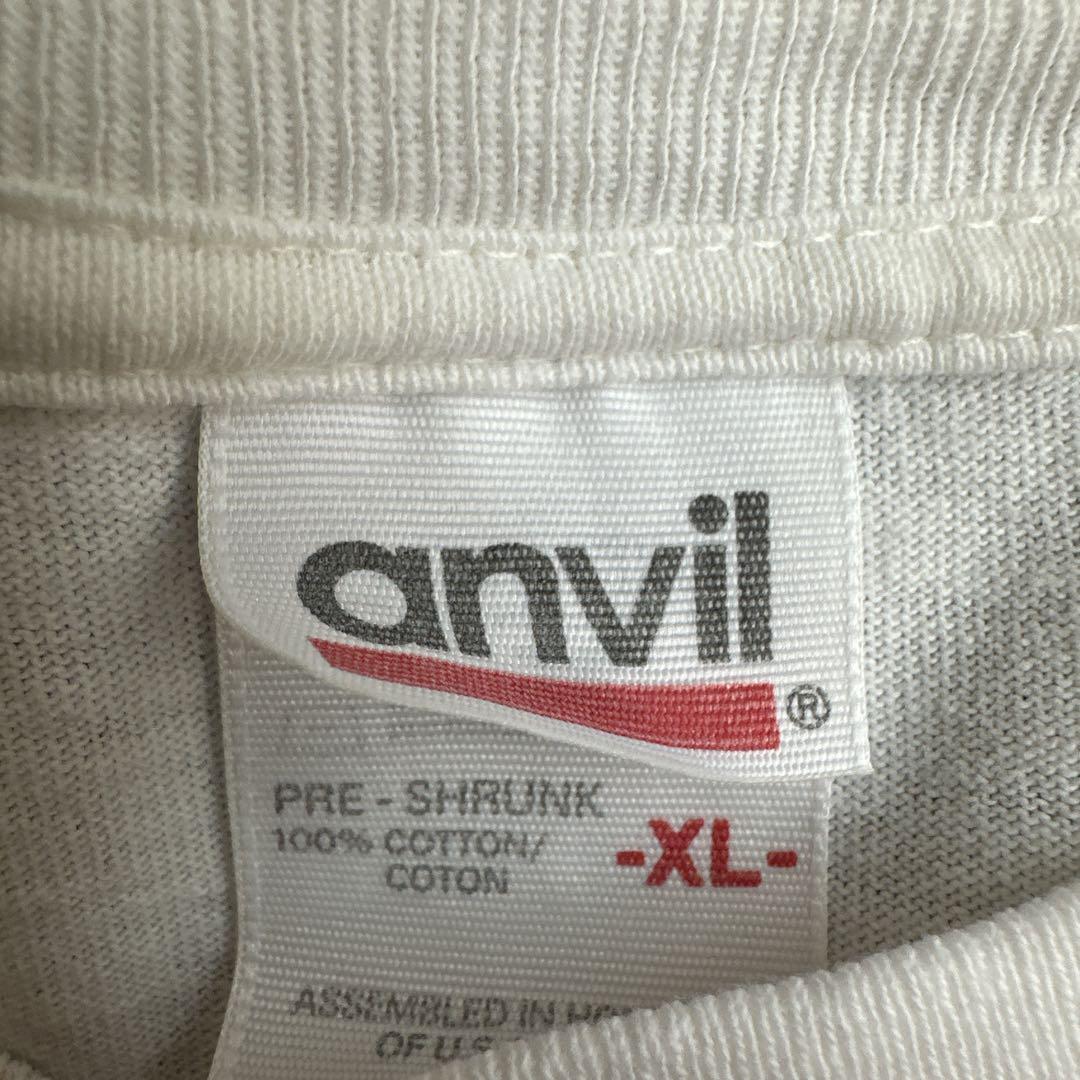 anvil®
PRE - SHRUNK
100% COTTON/
COTON
-XL-
ASSEMBLED IN
OF U.S.